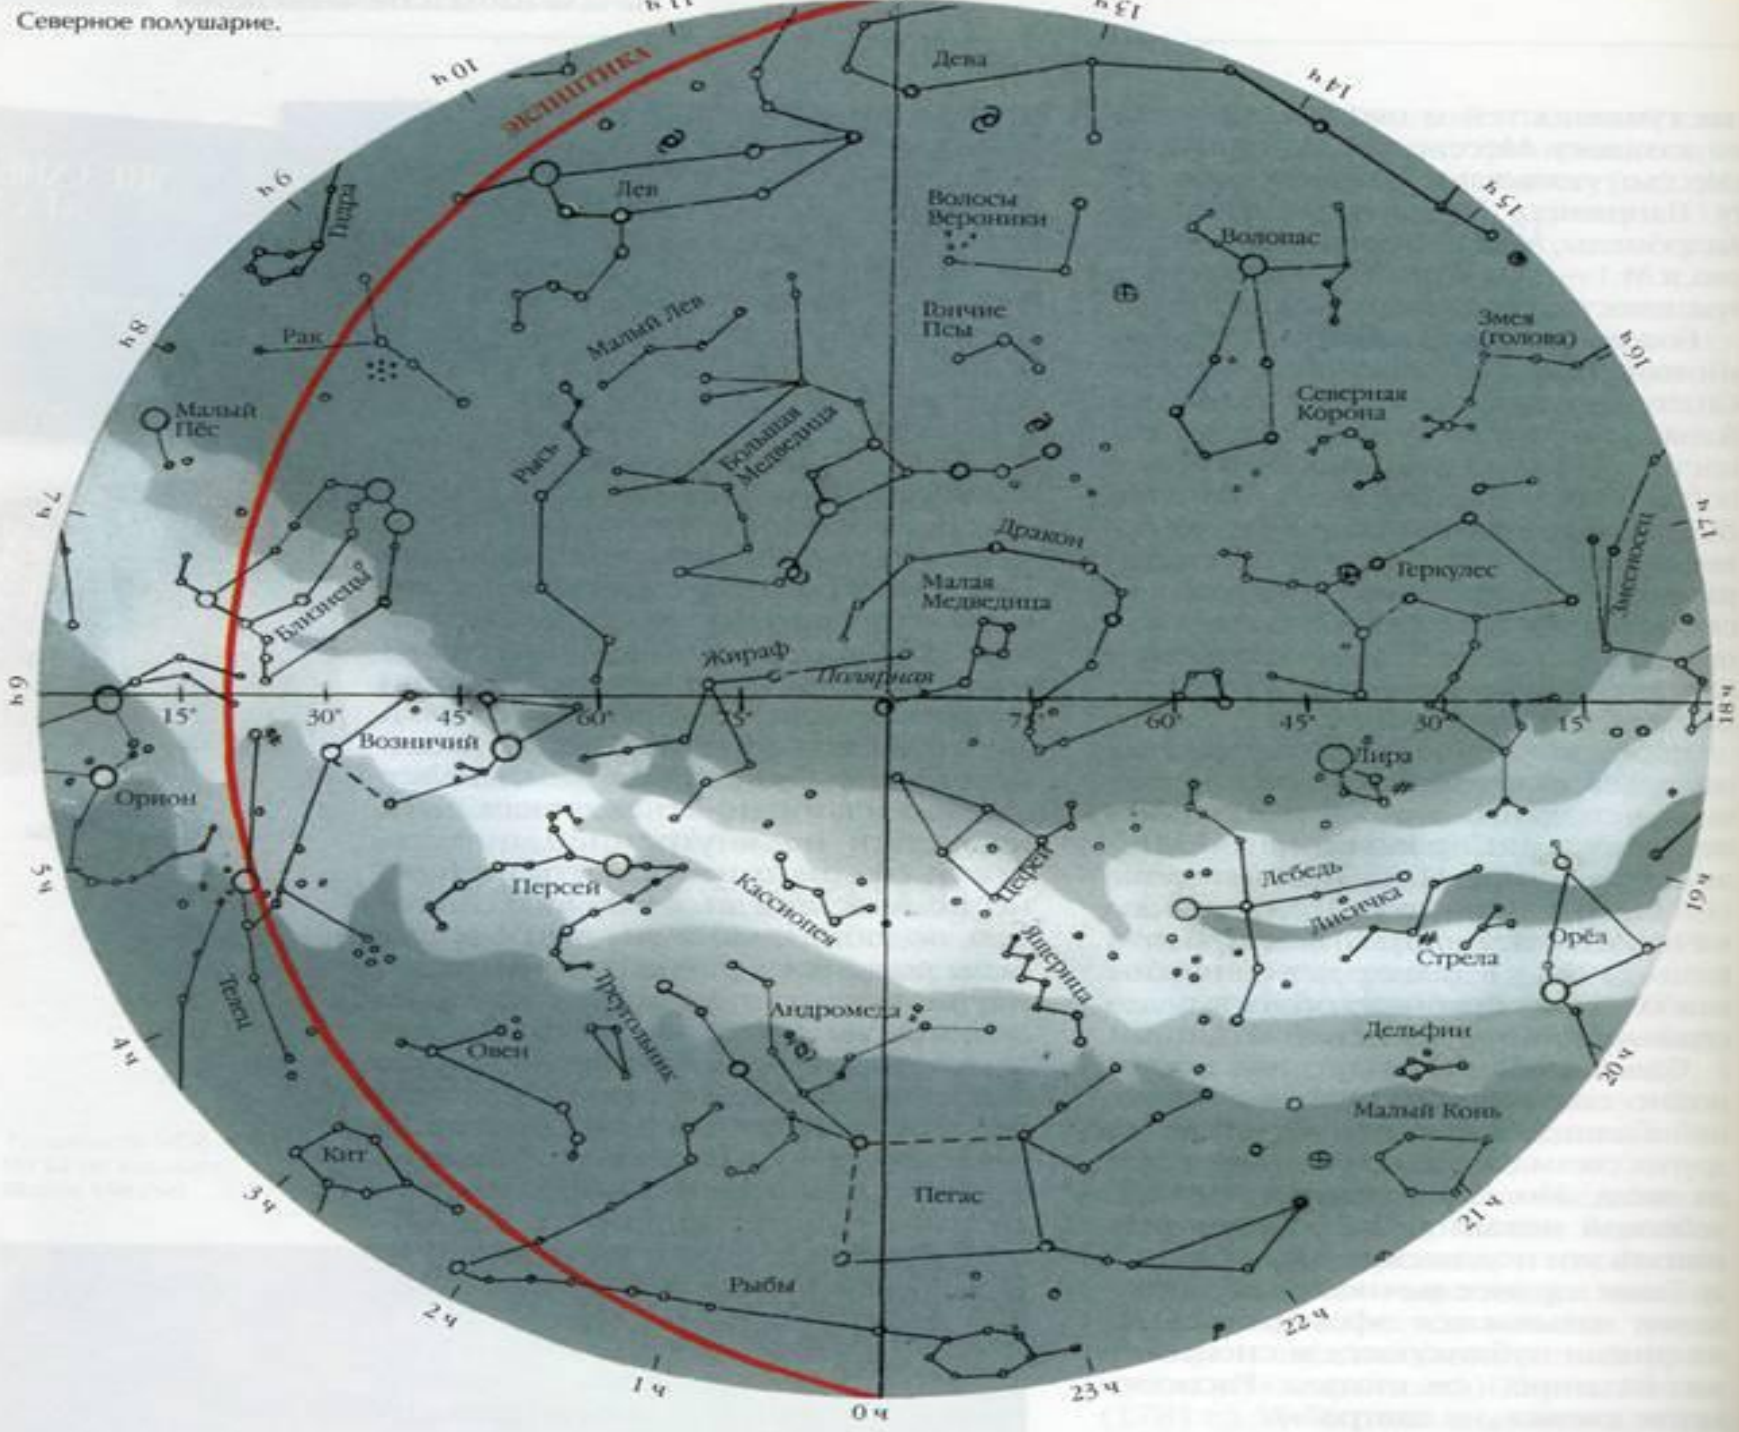 Северное полушарие.
11 ч
13 ч
10 ч
эклиптика
Дева
14 ч
9 ч
Гидра
Лев
Волосы
Вероники
Волопас
15 ч
8 ч
Рак
Малый Лев
Гончие
Псы
Змея
(голова)
16 ч
Малый
Пёс
Рысь
Большая
Медведица
Северная
Корона
7 ч
Близнецы
Дракон
Малая
Медведица
Геркулес
Змееносец
17 ч
Жираф
Полярная
6 ч
15°
30°
45°
60°
75°
75°
60°
45°
30°
15°
18 ч
Возничий
Лира
Орион
5 ч
Персей
Кассиопея
Цефей
Лебедь
Лисичка
19 ч
Телец
Треугольник
Андромеда
Ящерица
Стрела
Орёл
4 ч
Овен
Дельфин
20 ч
Малый Конь
Кит
3 ч
Пегас
21 ч
Рыбы
2 ч
22 ч
1 ч
0 ч
23 ч